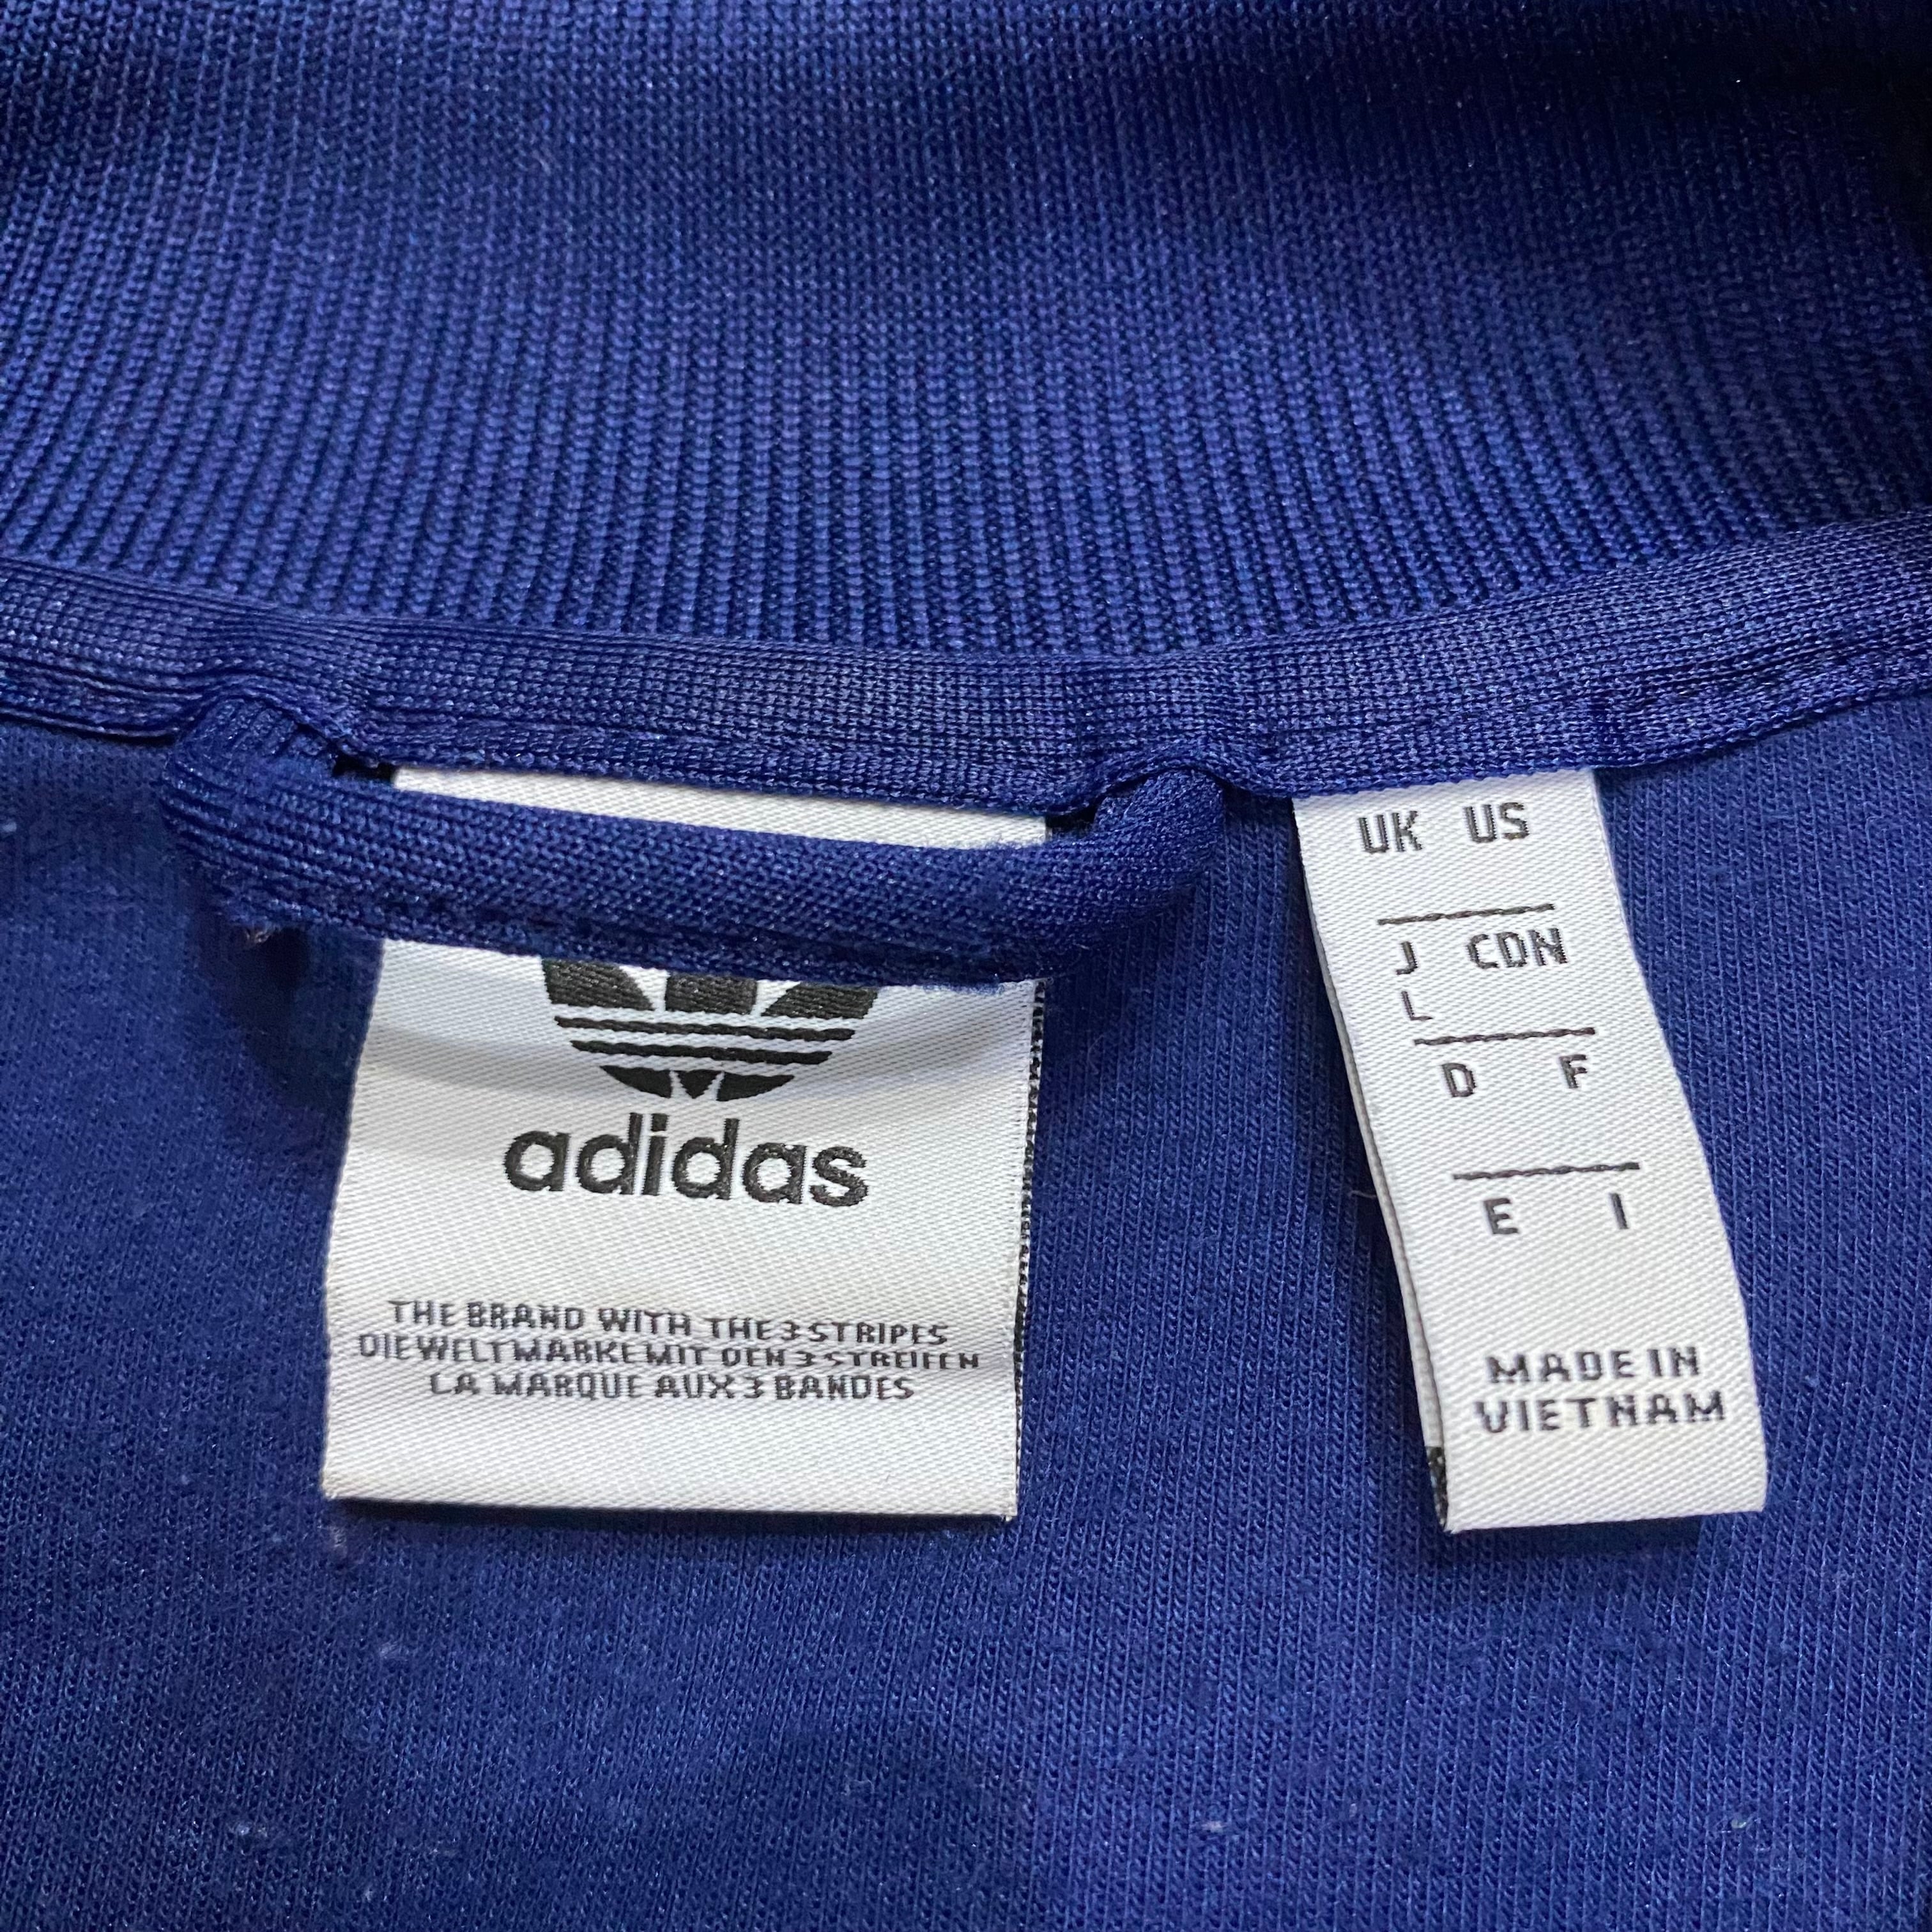 adidas
THE BRAND WITH THE 3 STRIPES
DIE WELTMARKE MIT DEN 3 STREIFEN
LA MARQUE AUX 3 BANDES
UK US
J CDN
L
D F
E I
MADE IN
VIETNAM